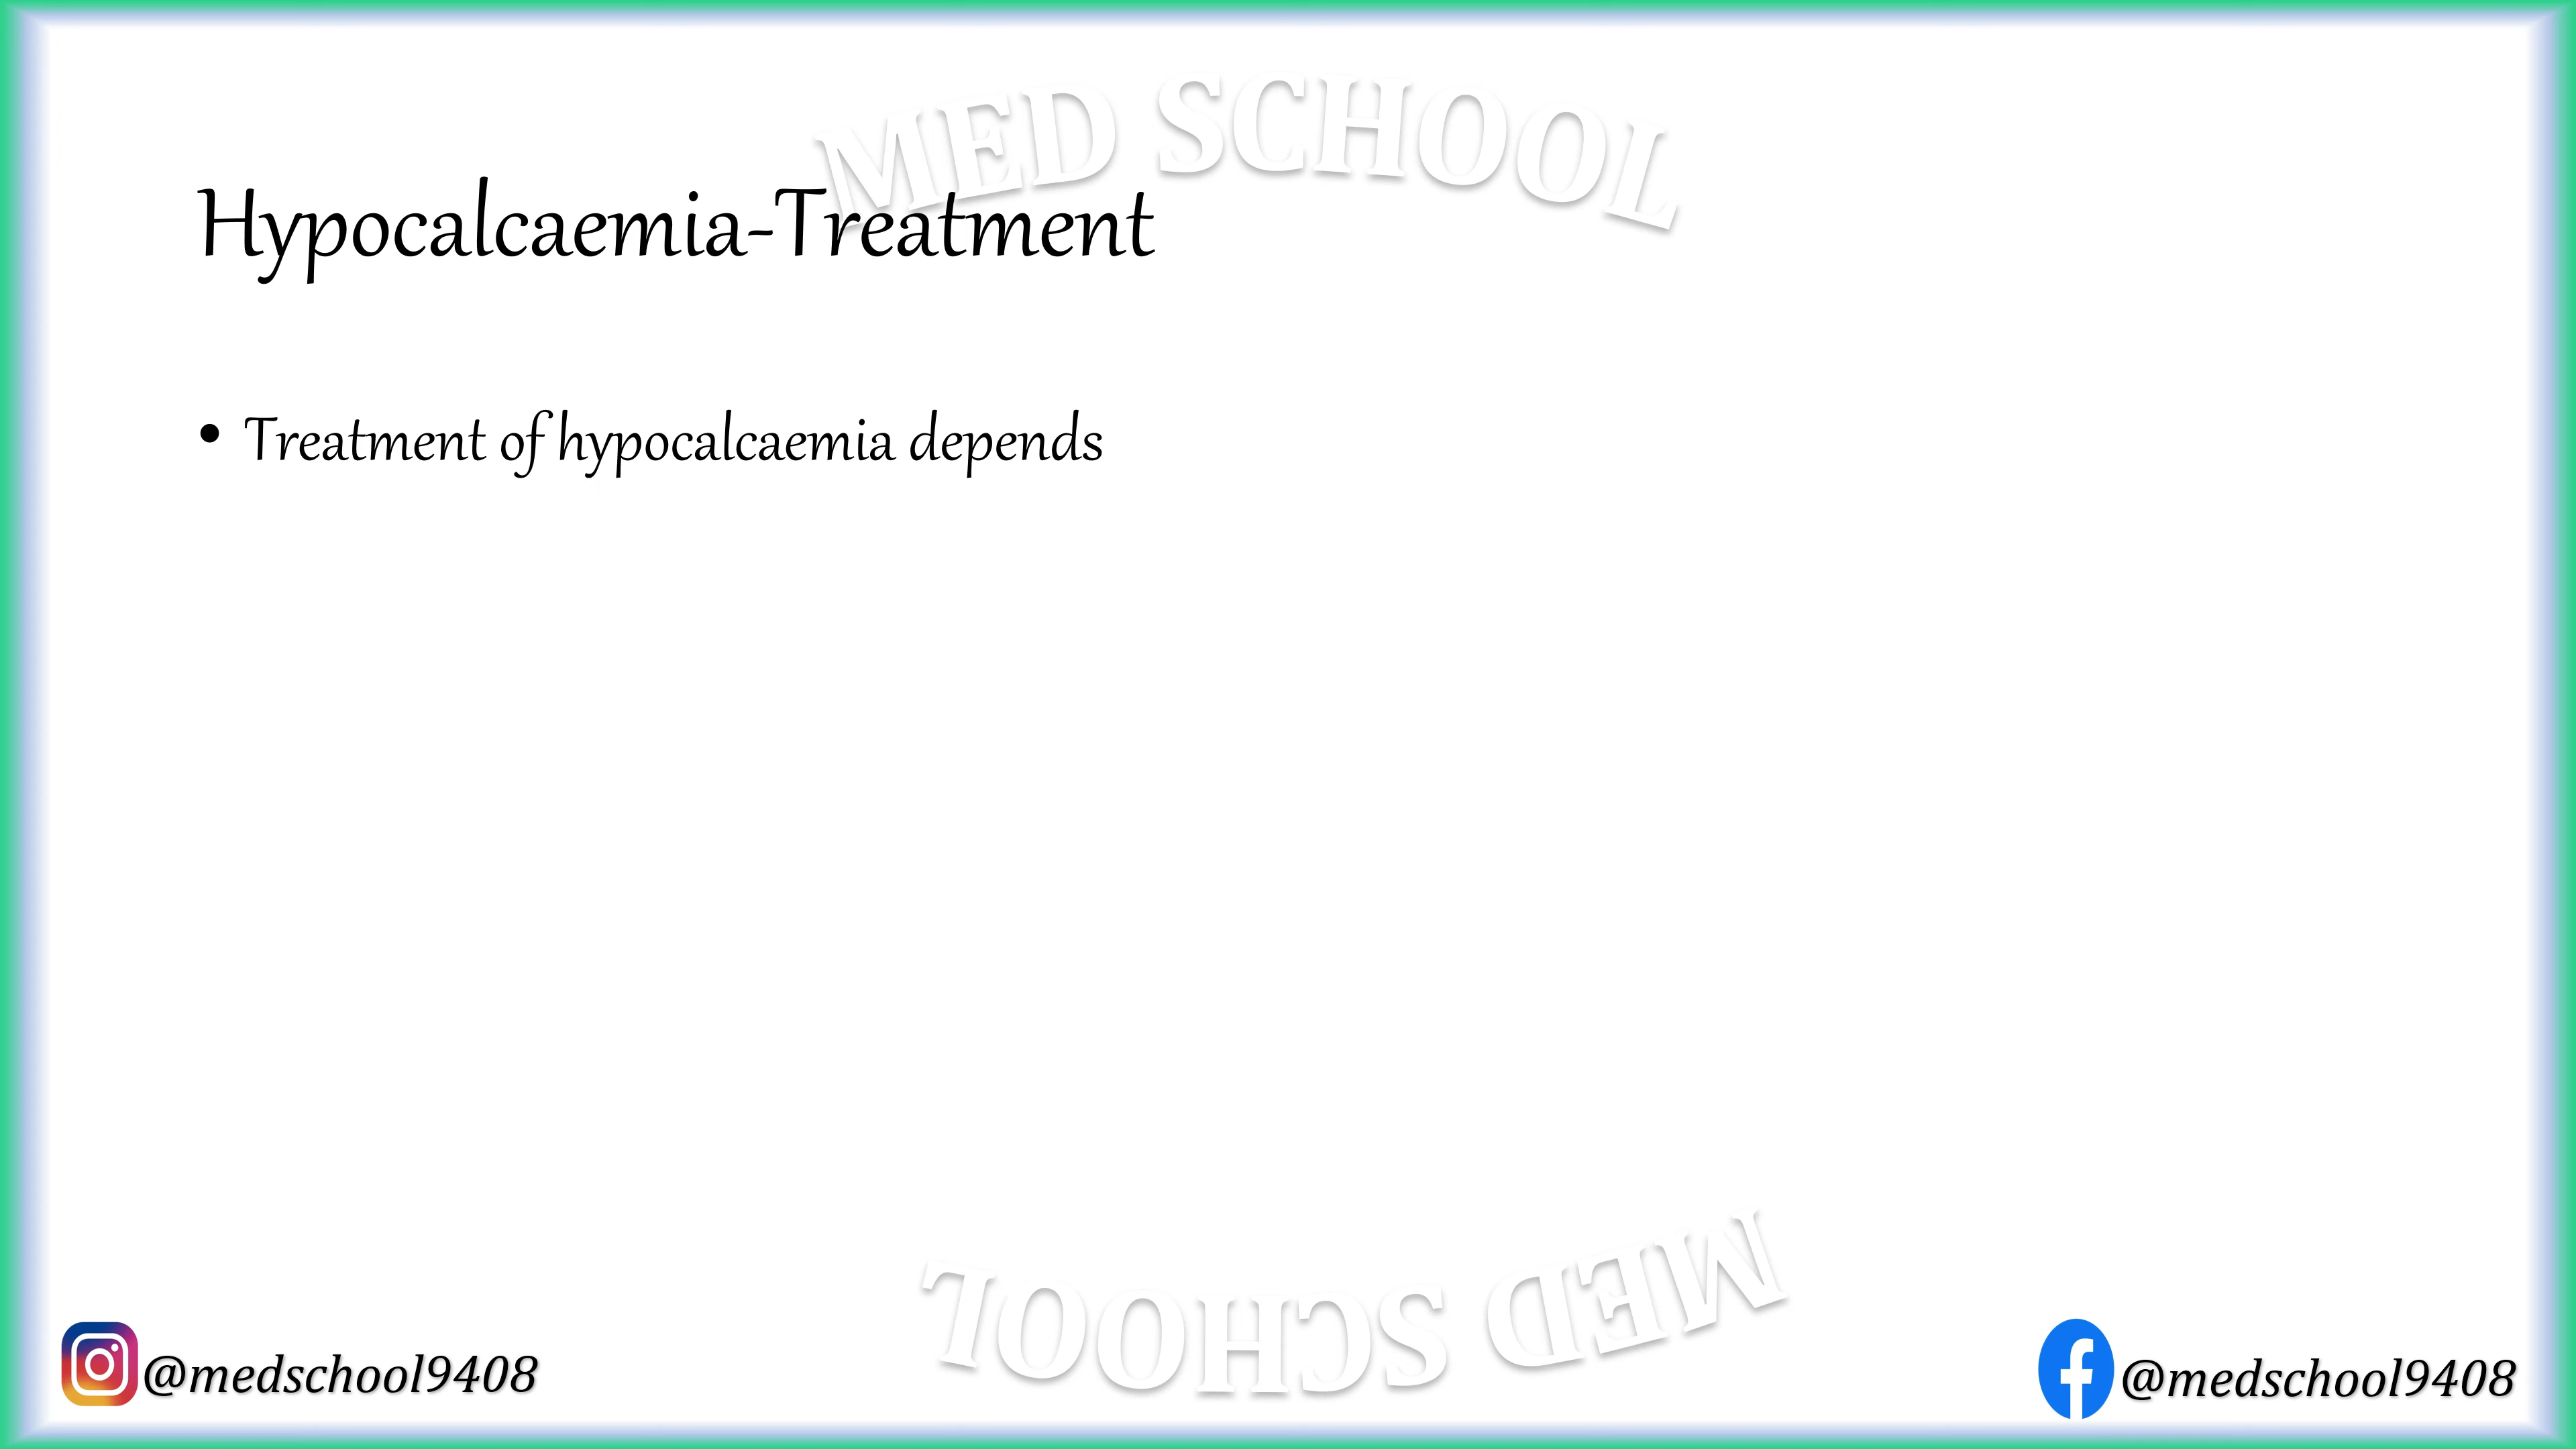 MED SCHOOL
Hypocalcaemia-Treatment
• Treatment of hypocalcaemia depends
MED SCHOOL
@medschool9408
@medschool9408